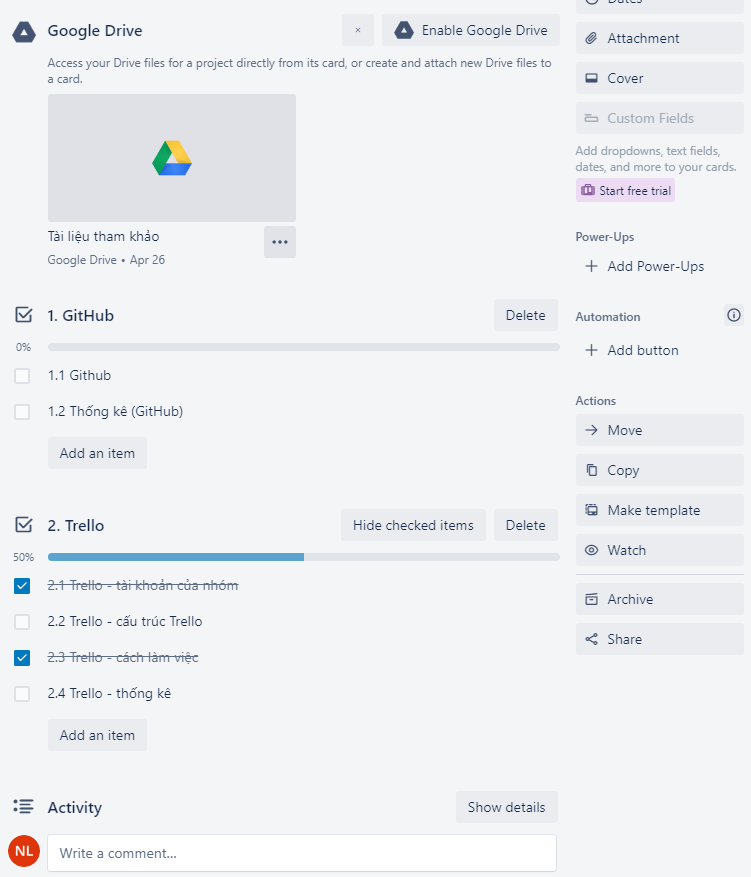 Google Drive
×
Enable Google Drive
Access your Drive files for a project directly from its card, or create and attach new Drive files to
a card.
Tài liệu tham khảo
Google Drive • Apr 26
1. GitHub
Delete
0%
1.1 Github
1.2 Thống kê (GitHub)
Add an item
2. Trello
Hide checked items
Delete
50%
2.1 Trello - tài khoản của nhóm
2.2 Trello - cấu trúc Trello
2.3 Trello - cách làm việc
2.4 Trello - thống kê
Add an item
Activity
Show details
NL
Write a comment...
Dates
Attachment
Cover
Custom Fields
Add dropdowns, text fields,
dates, and more to your cards.
Start free trial
Power-Ups
Add Power-Ups
Automation
Add button
Actions
Move
Copy
Make template
Watch
Archive
Share